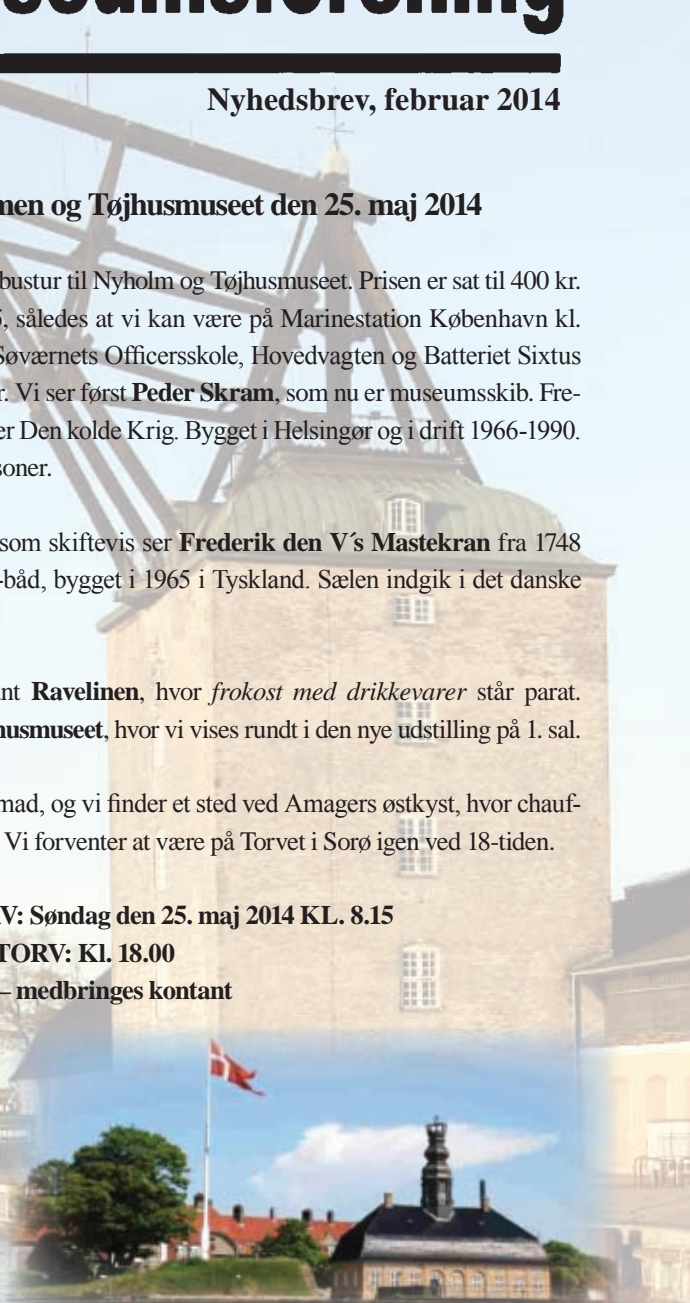 Nyhedsbrev, februar 2014
og Tøjhusmuseet den 25. maj 2014
bustur til Nyholm og Tøjhusmuseet. Prisen er sat til 400 kr.
således at vi kan være på Marinestation København kl.
Søværnets Officersskole, Hovedvagten og Batteriet Sixtus
Vi ser først Peder Skram, som nu er museumsskib. Fre-
er Den kolde Krig. Bygget i Helsingør og i drift 1966-1990.
soner.
som skiftevis ser Frederik den V´s Mastekran fra 1748
-båd, bygget i 1965 i Tyskland. Sælen indgik i det danske
Ravelinen, hvor frokost med drikkevarer står parat.
husmuseet, hvor vi vises rundt i den nye udstilling på 1. sal.
mad, og vi finder et sted ved Amagers østkyst, hvor chauf-
Vi forventer at være på Torvet i Sorø igen ved 18-tiden.
V: Søndag den 25. maj 2014 KL. 8.15
TORV: Kl. 18.00
– medbringes kontant